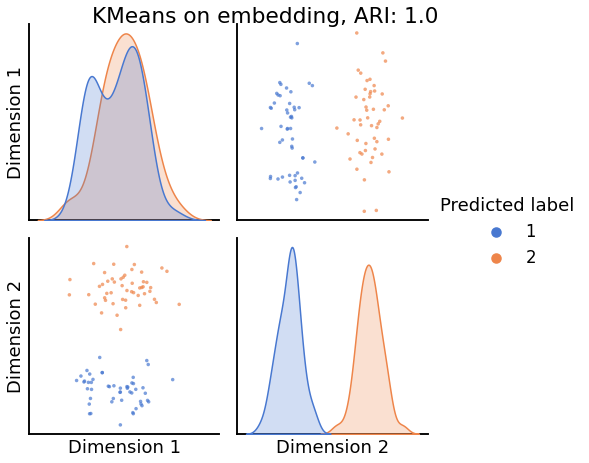 KMeans on embedding, ARI: 1.0
Dimension 1
Predicted label
1
2
Dimension 2
Dimension 1
Dimension 2